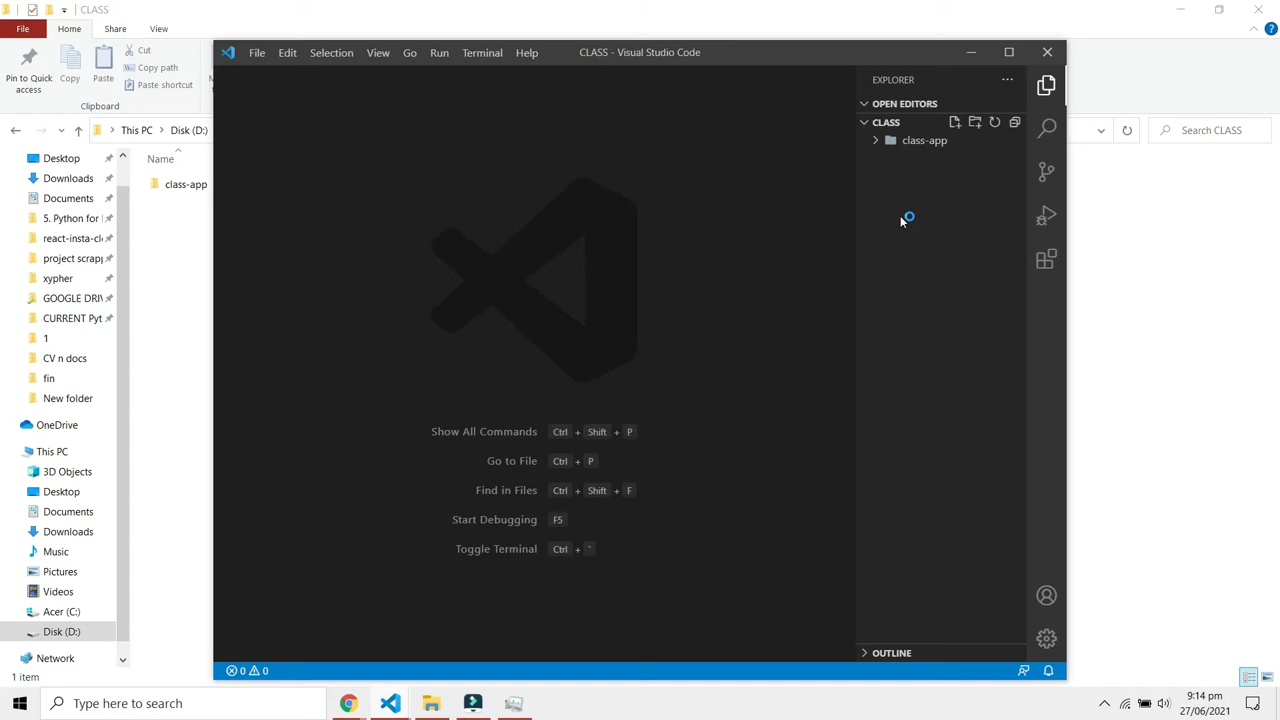 CLASS
File
Home
Share
View
Pin to Quick
access
Copy
Paste
Cut
Copy path
Paste shortcut
Clipboard
This PC
Disk (D:)
Search CLASS
Name
class-app
Desktop
Downloads
Documents
5. Python for
react-insta-cl
project scrap
xypher
GOOGLE DRI
CURRENT Pyt
1
CV n docs
fin
New folder
OneDrive
This PC
3D Objects
Desktop
Documents
Downloads
Music
Pictures
Videos
Acer (C:)
Disk (D:)
Network
1 item
File Edit Selection View Go Run Terminal Help
CLASS - Visual Studio Code
EXPLORER
OPEN EDITORS
CLASS
class-app
Show All Commands Ctrl + Shift + P
Go to File Ctrl + P
Find in Files Ctrl + Shift + F
Start Debugging F5
Toggle Terminal Ctrl + `
OUTLINE
0 0
Type here to search
9:14 pm
27/06/2021